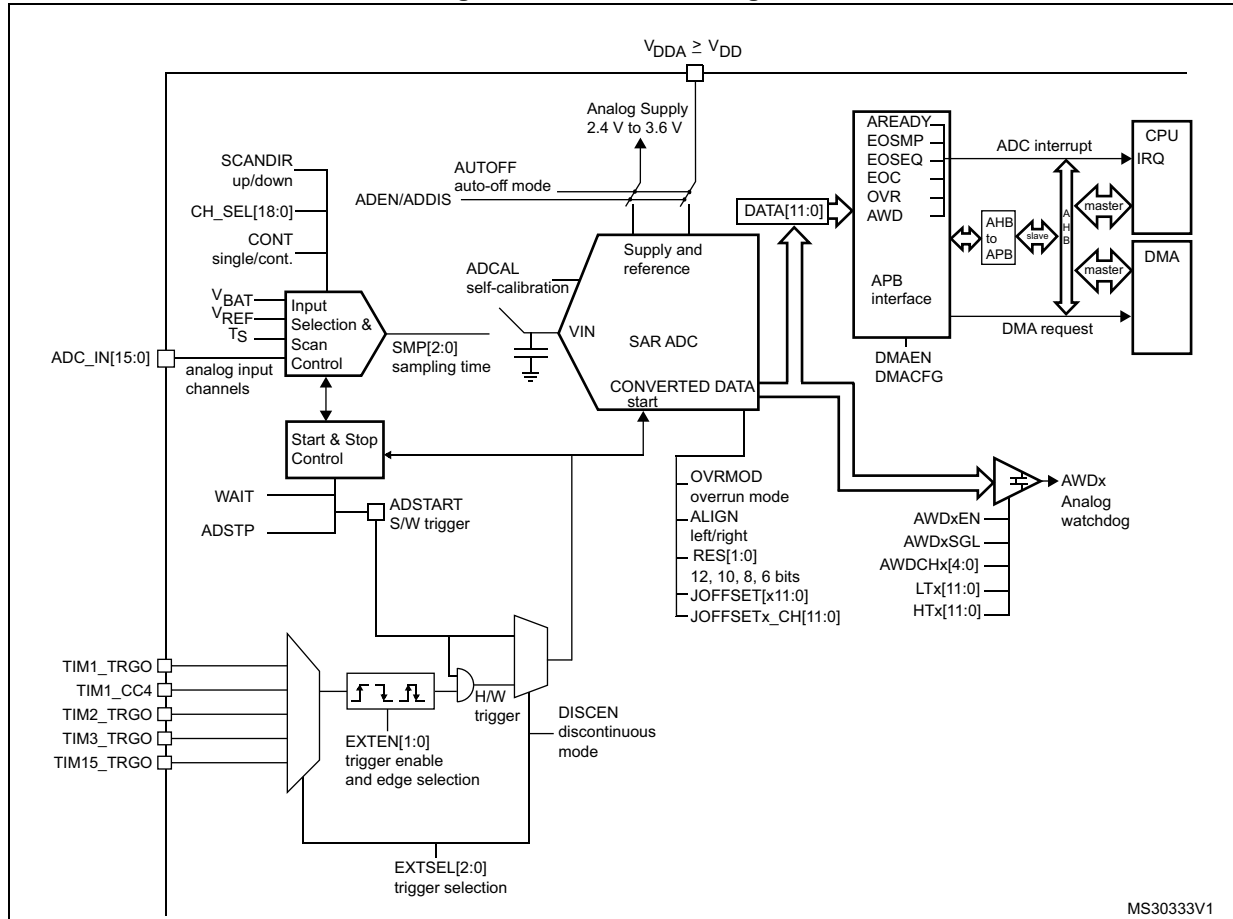 VDDA ≥ VDD
Analog Supply
2.4 V to 3.6 V
SCANDIR
up/down
CH_SEL[18:0]
CONT
single/cont.
AUTOFF
auto-off mode
ADEN/ADDIS
ADCAL
self-calibration
Supply and
reference
VIN
SAR ADC
CONVERTED DATA
start
VBAT
VREF
TS
ADC_IN[15:0]
analog input
channels
Input
Selection &
Scan
Control
SMP[2:0]
sampling time
Start & Stop
Control
WAIT
ADSTP
ADSTART
S/W trigger
DATA[11:0]
AREADY
EOSMP
EOSEQ
EOC
OVR
AWD
APB
interface
ADC interrupt
AHB
to
APB
slave
A
H
B
master
master
CPU
IRQ
DMA
DMA request
DMAEN
DMACFG
OVRMOD
overrun mode
ALIGN
left/right
RES[1:0]
12, 10, 8, 6 bits
JOFFSET[x11:0]
JOFFSETx_CH[11:0]
AWDx
Analog
watchdog
AWDxEN
AWDxSGL
AWDCHx[4:0]
LTx[11:0]
HTx[11:0]
TIM1_TRGO
TIM1_CC4
TIM2_TRGO
TIM3_TRGO
TIM15_TRGO
EXTEN[1:0]
trigger enable
and edge selection
H/W
trigger
DISCEN
discontinuous
mode
EXTSEL[2:0]
trigger selection
MS30333V1